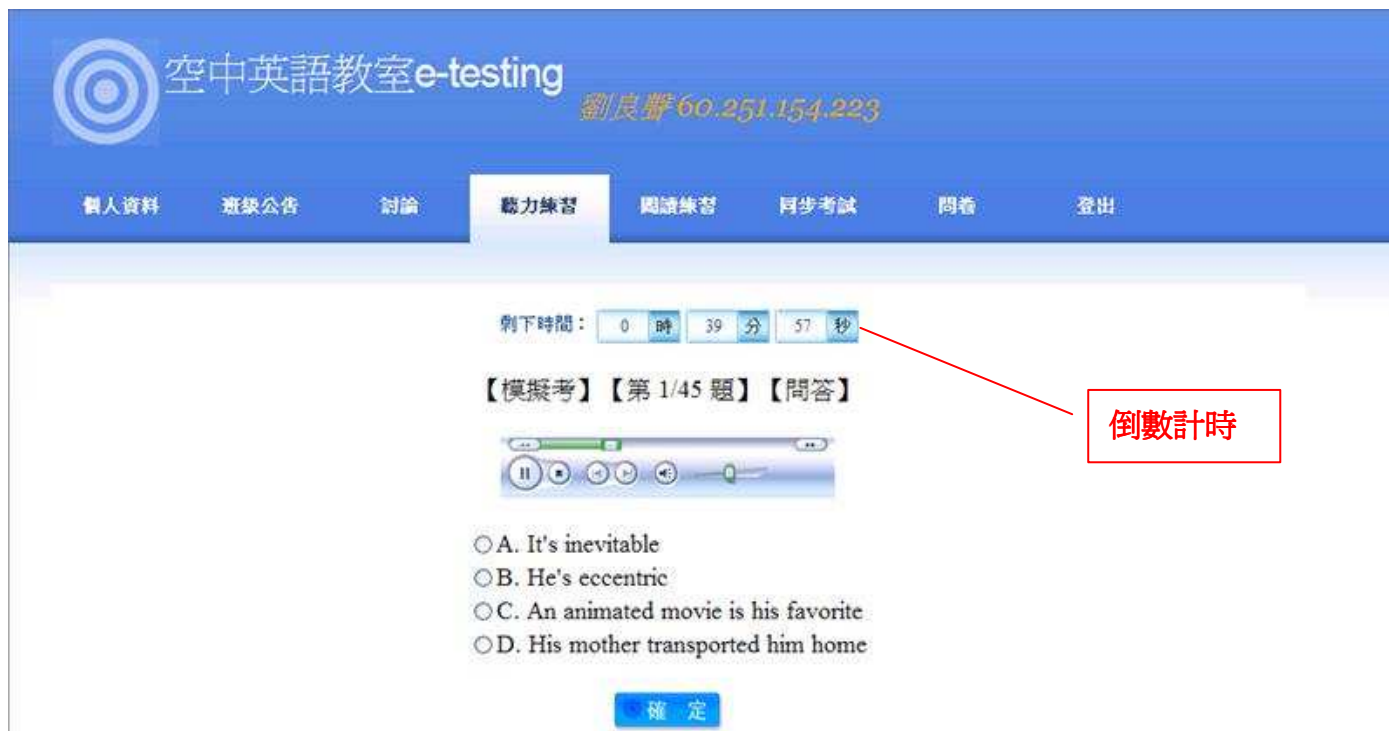 空中英語教室e-testing
劉良聲 60.251.154.223
個人資料 班級公告 討論 聽力練習 閱讀練習 同步考試 問卷 登出
剩下時間： 0 時 39 分 57 秒
【模擬考】【第 1/45 題】【問答】
倒數計時
A. It's inevitable
B. He's eccentric
C. An animated movie is his favorite
D. His mother transported him home
確 定